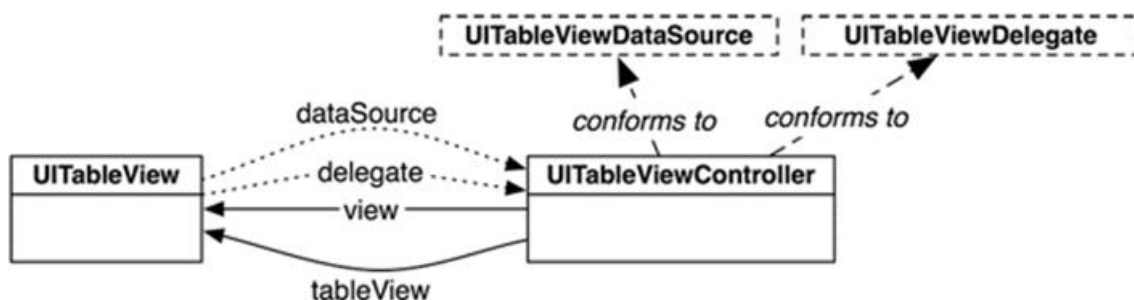 UITableViewDataSource
UITableViewDelegate
conforms to
conforms to
dataSource
UITableView
delegate
UITableViewController
view
tableView